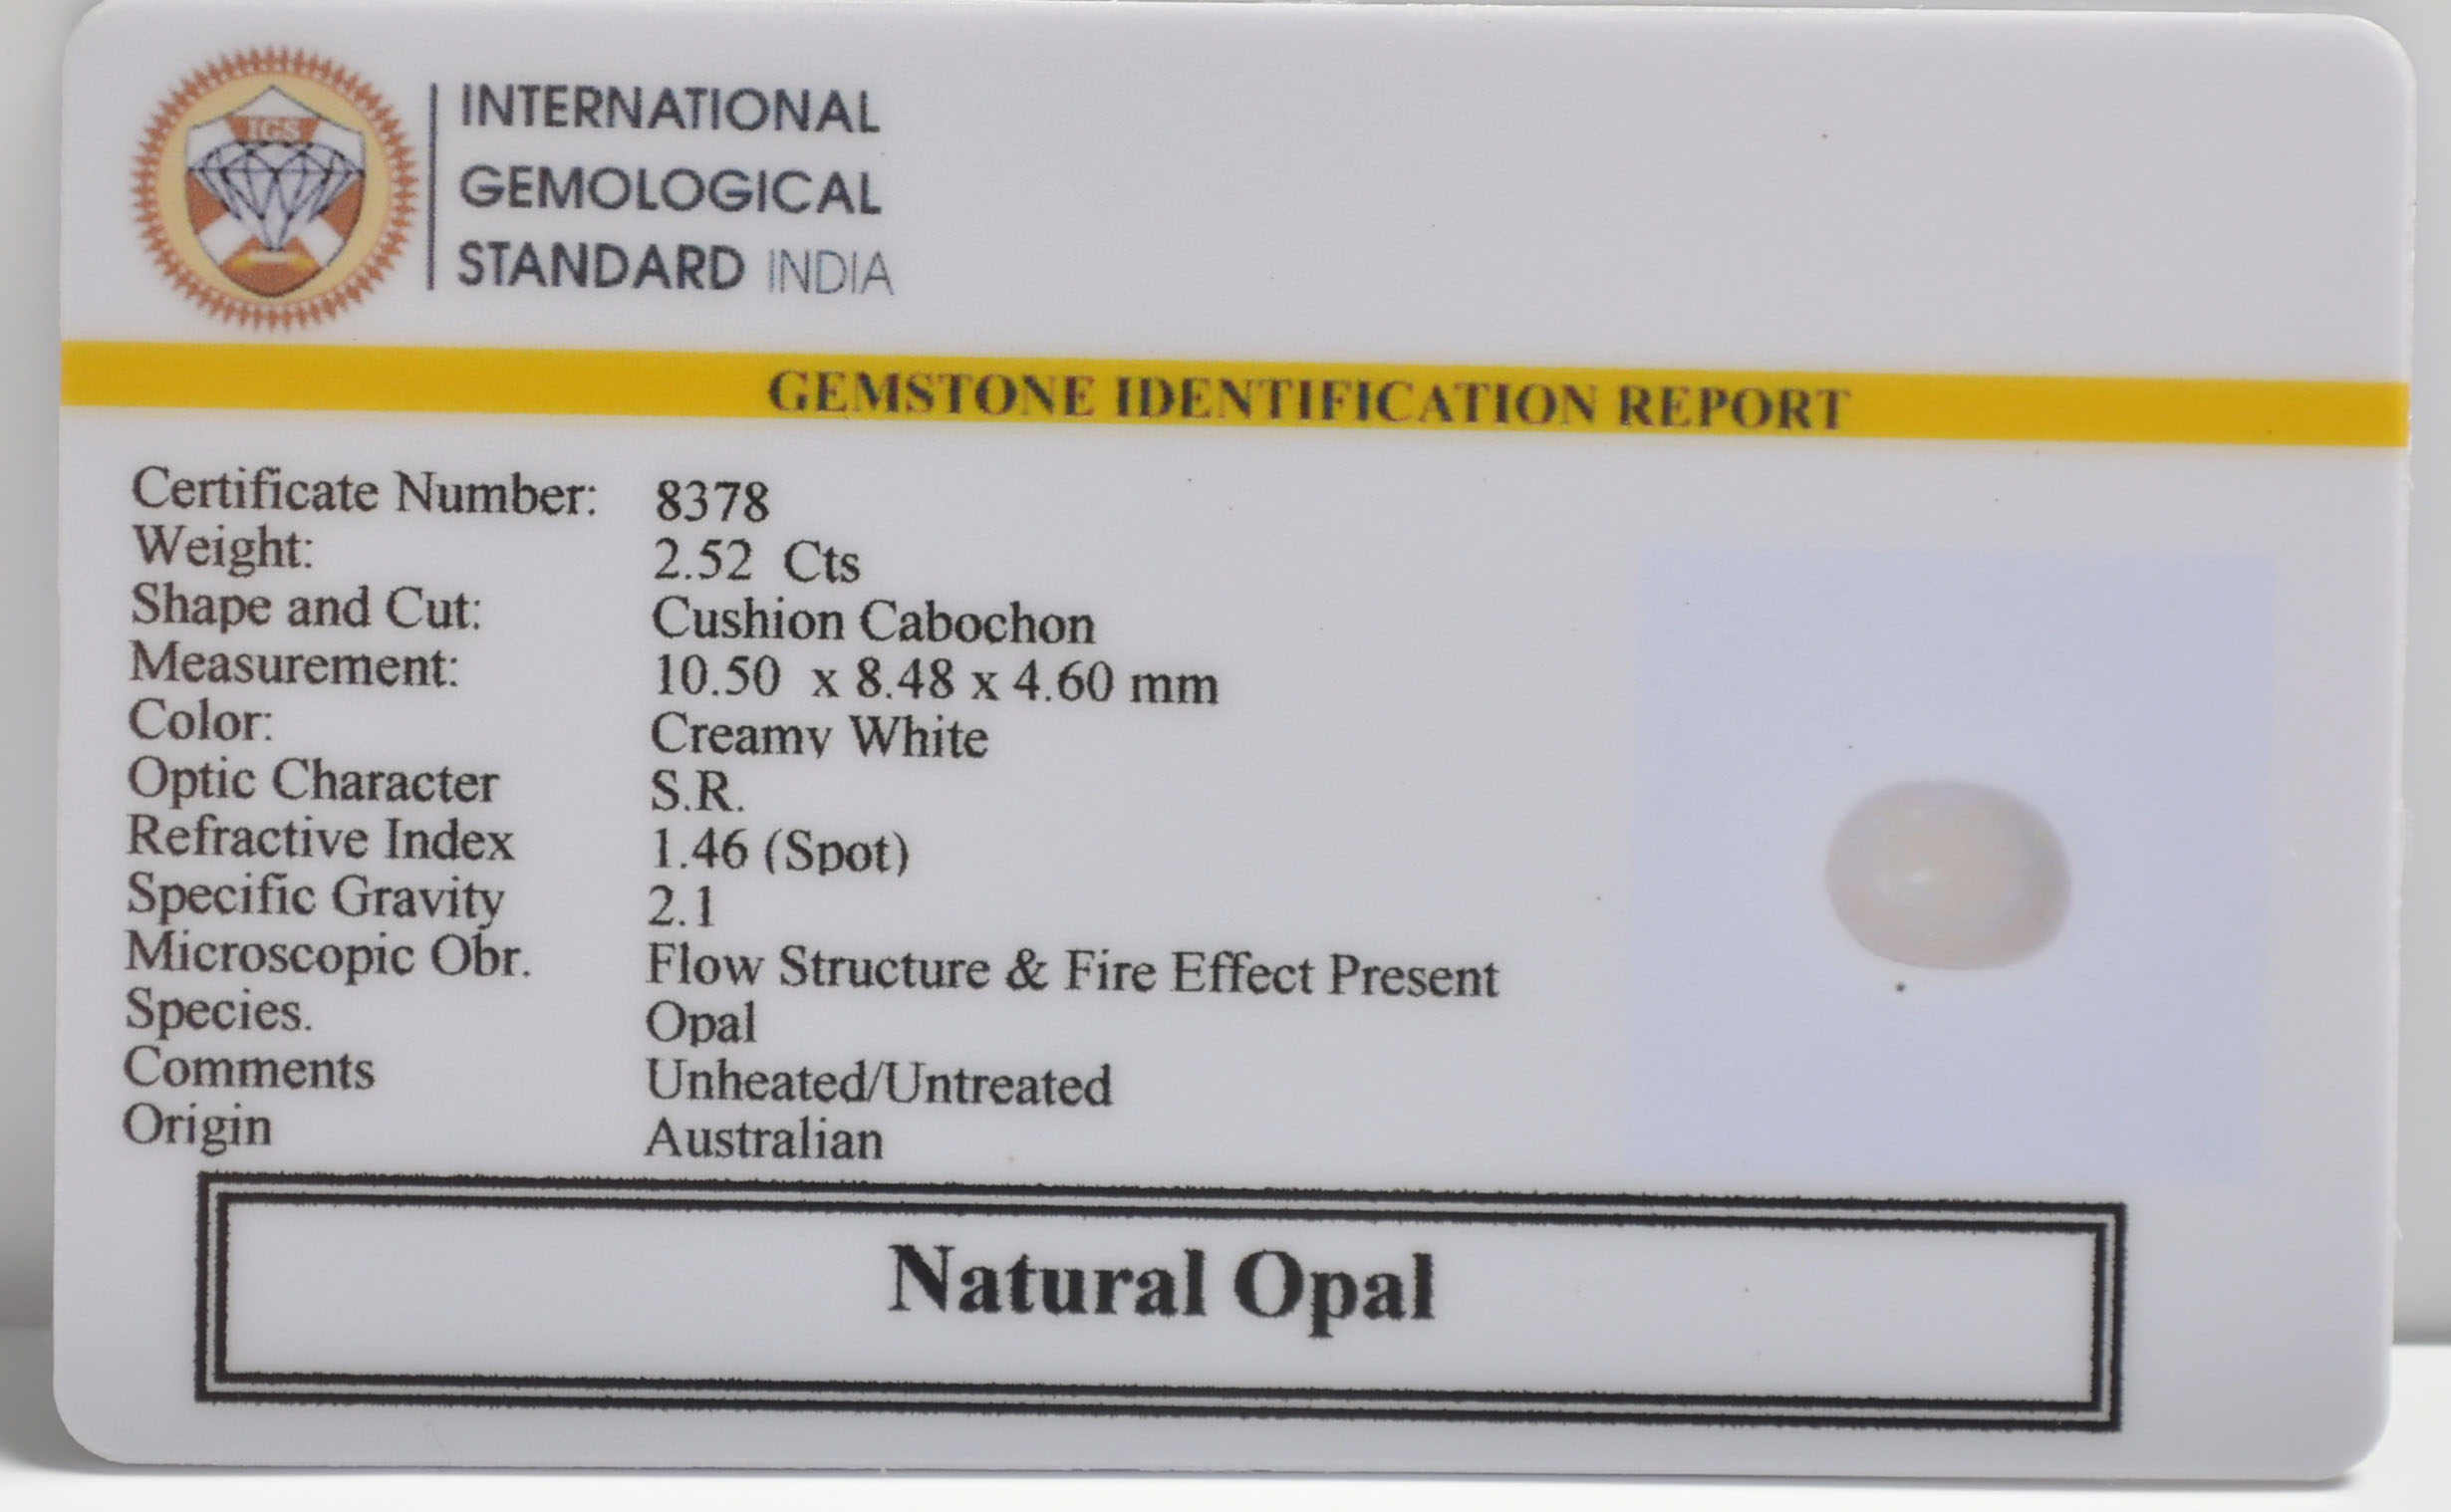 IGS
INTERNATIONAL
GEMOLOGICAL
STANDARD INDIA
GEMSTONE IDENTIFICATION REPORT
Certificate Number: 8378
Weight: 2.52 Cts
Shape and Cut: Cushion Cabochon
Measurement: 10.50 x 8.48 x 4.60 mm
Color: Creamy White
Optic Character S.R.
Refractive Index 1.46 (Spot)
Specific Gravity 2.1
Microscopic Obr. Flow Structure & Fire Effect Present
Species. Opal
Comments Unheated/Untreated
Origin Australian
Natural Opal